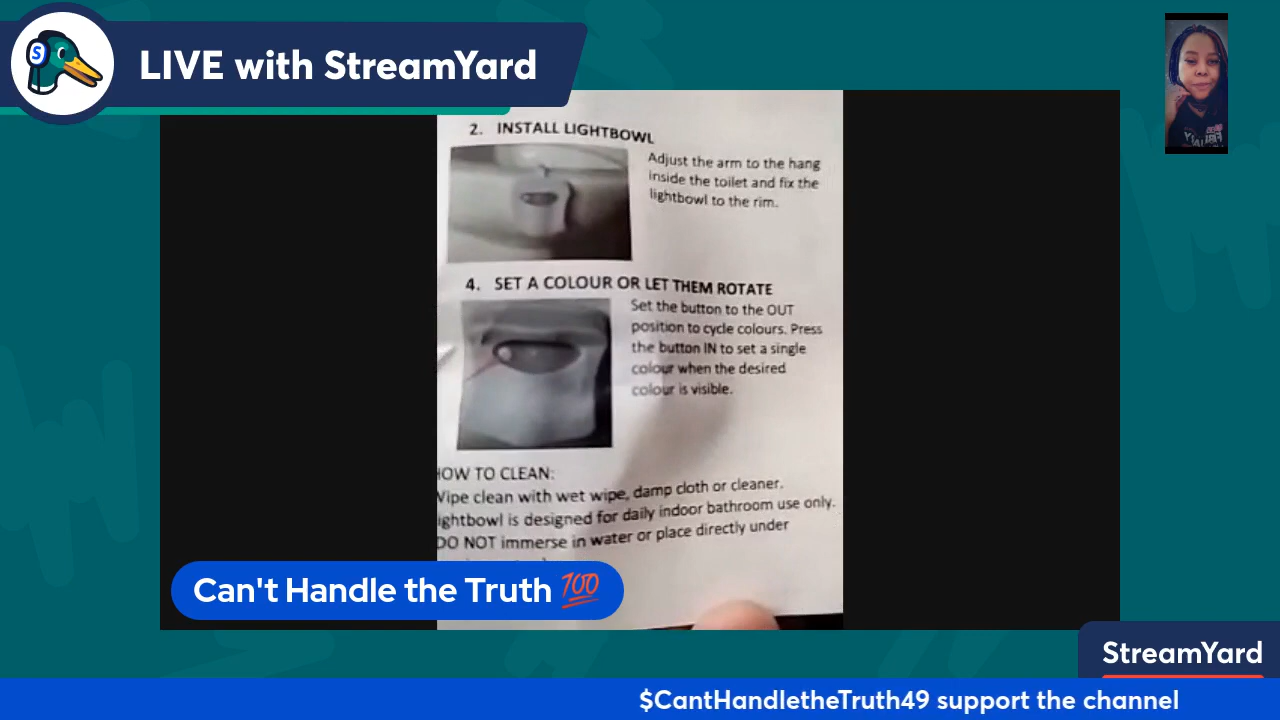 S
LIVE with StreamYard
2. INSTALL LIGHTBOWL
Adjust the arm to the hang
inside the toilet and fix the
lightbowl to the rim.
4. SET A COLOUR OR LET THEM ROTATE
Set the button to the OUT
position to cycle colours. Press
the button IN to set a single
colour when the desired
colour is visible.
HOW TO CLEAN:
Wipe clean with wet wipe, damp cloth or cleaner.
ightbowl is designed for daily indoor bathroom use only.
DO NOT immerse in water or place directly under
Can't Handle the Truth 💯
StreamYard
$CantHandletheTruth49 support the channel